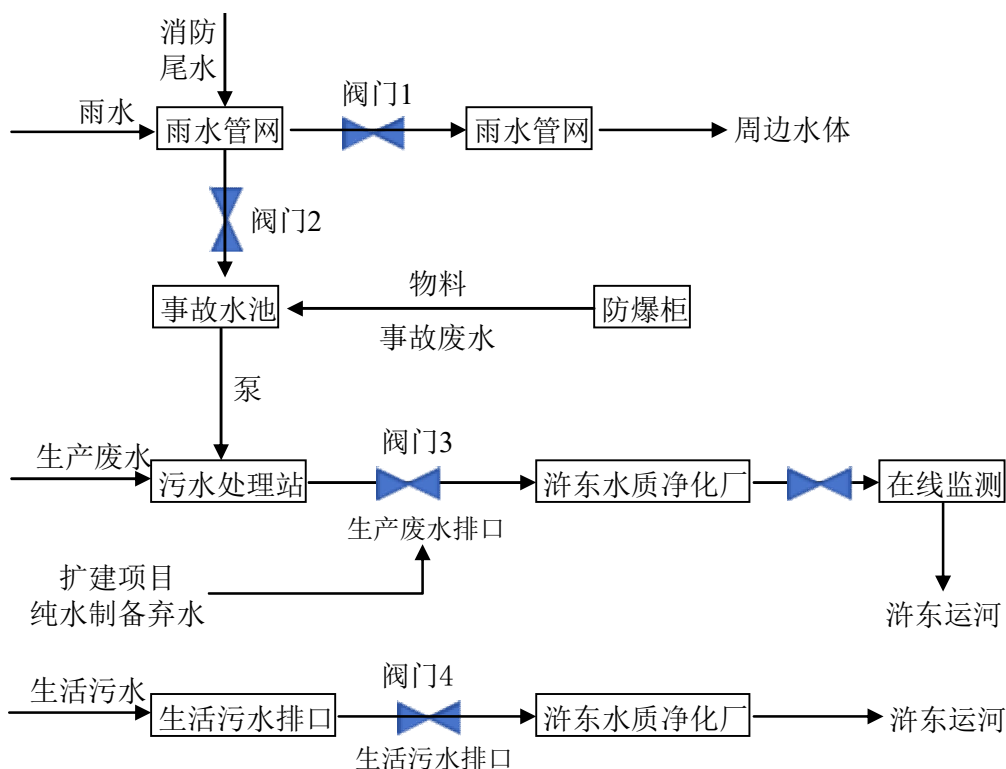 消防
尾水
阀门1
雨水
雨水管网
雨水管网
周边水体
阀门2
物料
事故水池
防爆柜
事故废水
泵
阀门3
生产废水
污水处理站
浒东水质净化厂
在线监测
生产废水排口
扩建项目
纯水制备弃水
浒东运河
阀门4
生活污水
生活污水排口
浒东水质净化厂
浒东运河
生活污水排口